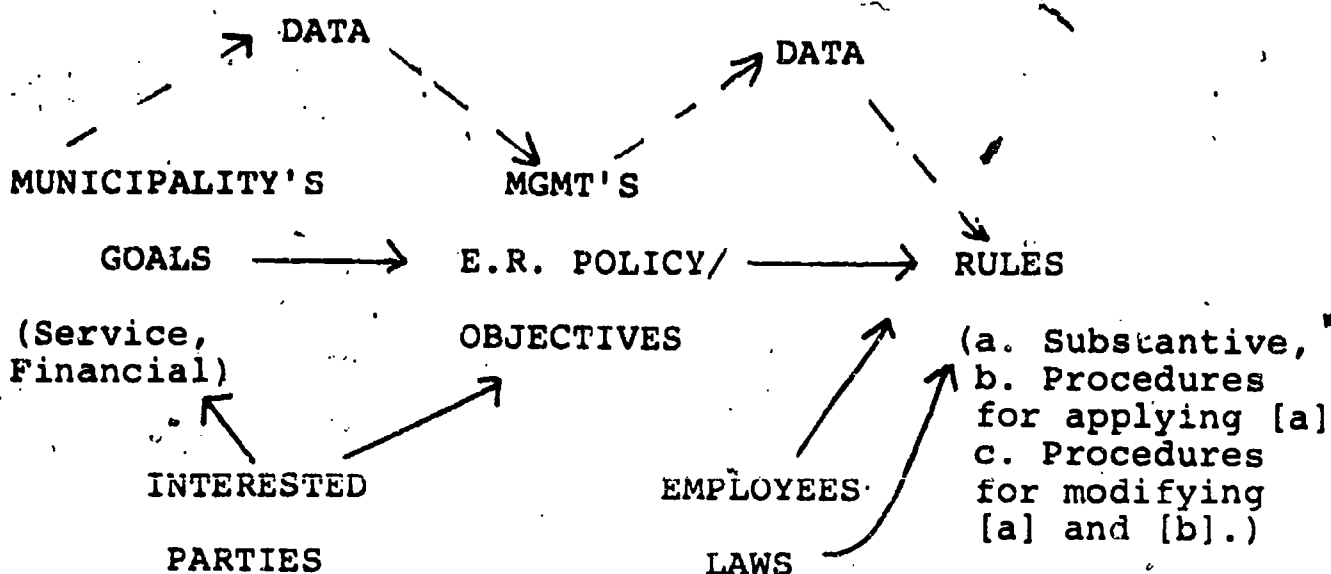 DATA
DATA
MUNICIPALITY'S
MGMT'S
GOALS
E.R. POLICY/
RULES
(Service,
Financial)
OBJECTIVES
(a. Substantive,
b. Procedures
for applying [a]
c. Procedures
for modifying
[a] and [b].)
INTERESTED
PARTIES
EMPLOYEES
LAWS